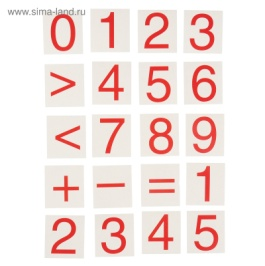 © www.sima-land.ru
0 1 2 3
> 4 5 6
< 7 8 9
+ − = 1
2 3 4 5